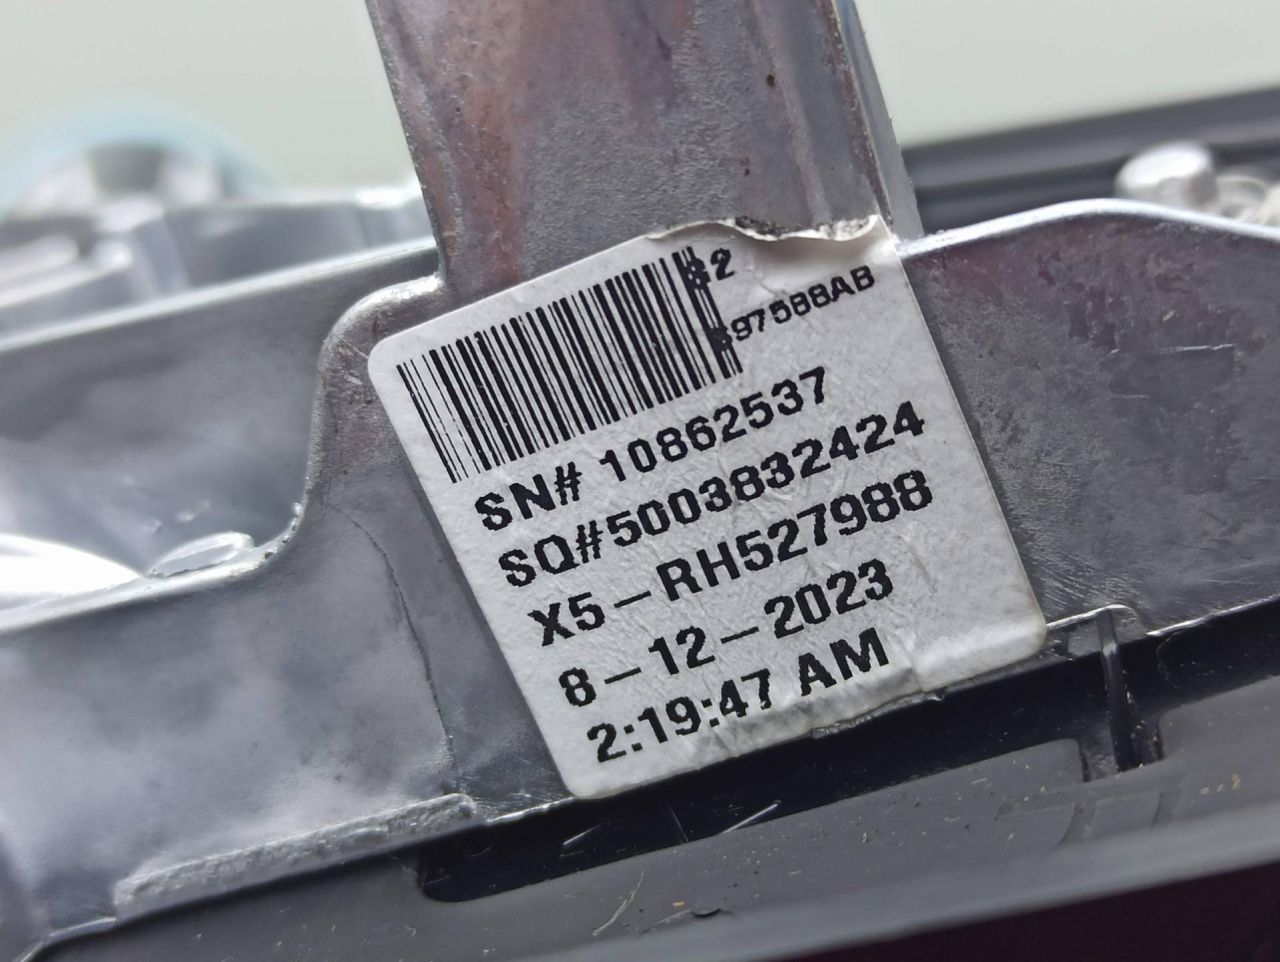 97588AB
SN# 10862537
SQ#5003832424
X5-RH527988
8-12-2023
2:19:47 AM